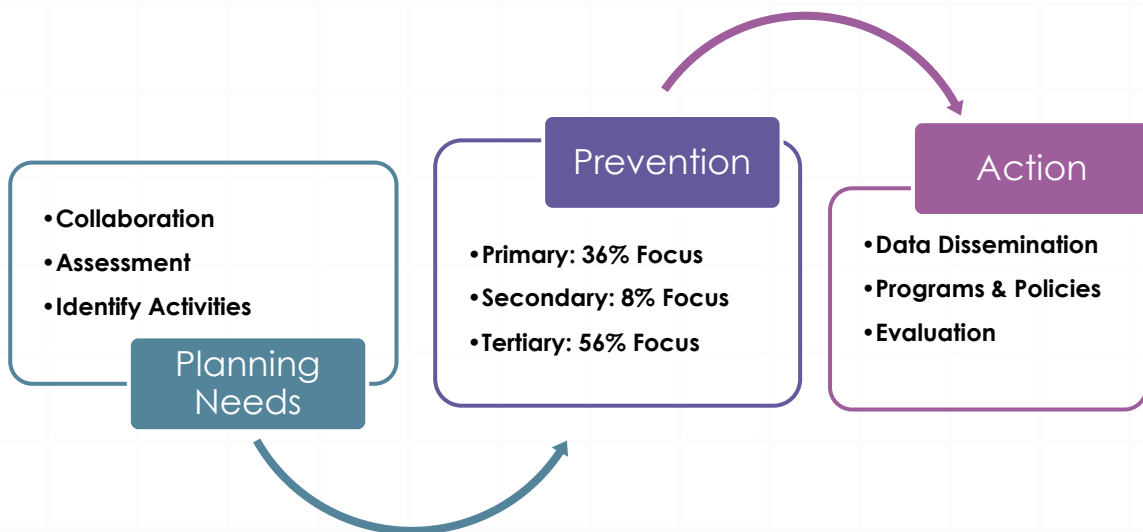 •Collaboration
•Assessment
•Identify Activities
Planning
Needs
Prevention
•Primary: 36% Focus
•Secondary: 8% Focus
•Tertiary: 56% Focus
Action
•Data Dissemination
•Programs & Policies
•Evaluation